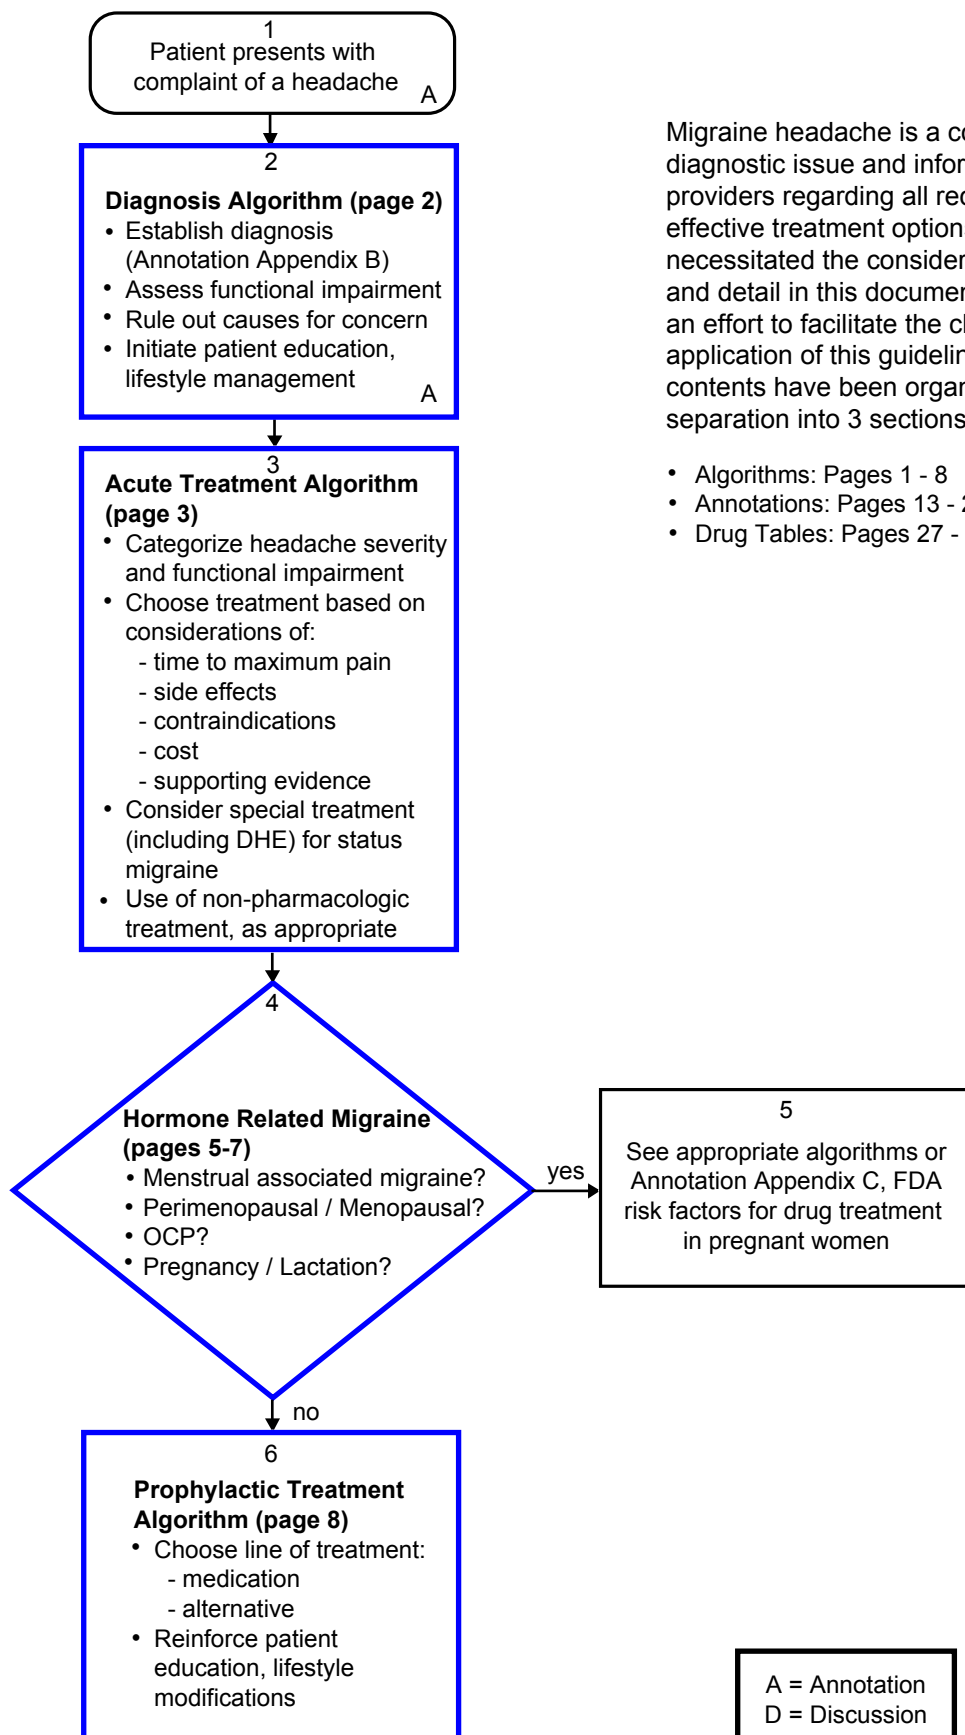 1
Patient presents with
complaint of a headache
A
2
Diagnosis Algorithm (page 2)
• Establish diagnosis
(Annotation Appendix B)
• Assess functional impairment
• Rule out causes for concern
• Initiate patient education,
lifestyle management
A
3
Acute Treatment Algorithm
(page 3)
• Categorize headache severity
and functional impairment
• Choose treatment based on
considerations of:
- time to maximum pain
- side effects
- contraindications
- cost
- supporting evidence
• Consider special treatment
(including DHE) for status
migraine
• Use of non-pharmacologic
treatment, as appropriate
4
Hormone Related Migraine
(pages 5-7)
• Menstrual associated migraine?
• Perimenopausal / Menopausal?
• OCP?
• Pregnancy / Lactation?
yes
5
See appropriate algorithms or
Annotation Appendix C, FDA
risk factors for drug treatment
in pregnant women
no
6
Prophylactic Treatment
Algorithm (page 8)
• Choose line of treatment:
- medication
- alternative
• Reinforce patient
education, lifestyle
modifications
Migraine headache is a
diagnostic issue and
providers regarding all
effective treatment
necessitated the
and detail in this
an effort to facilitate the
application of this
contents have been
separation into 3 sections
• Algorithms: Pages 1 - 8
• Annotations: Pages 13 -
• Drug Tables: Pages 27 -
A = Annotation
D = Discussion